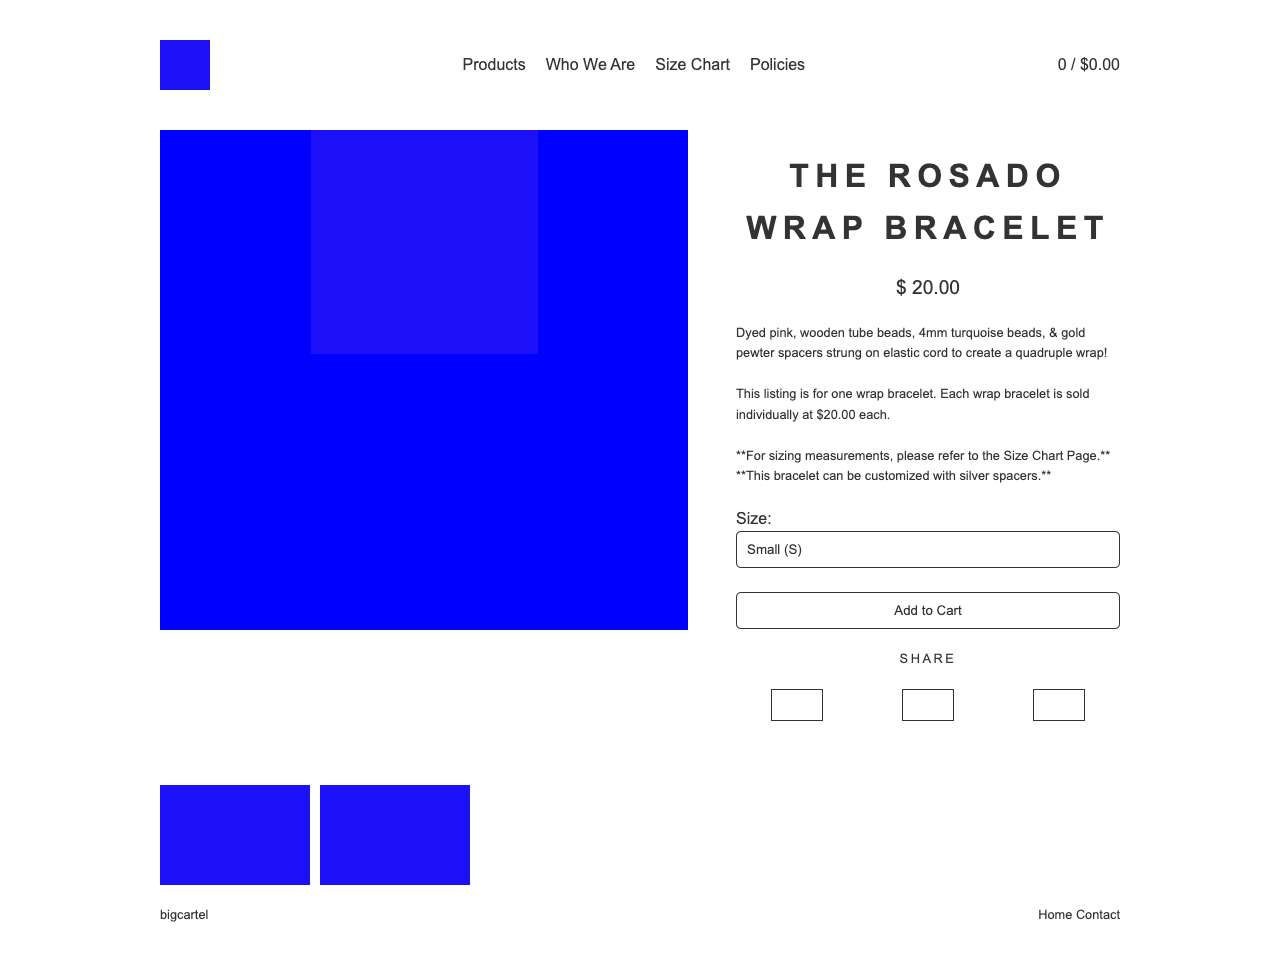 Products Who We Are Size Chart Policies 0 / $0.00
THE ROSADO
WRAP BRACELET
$ 20.00
Dyed pink, wooden tube beads, 4mm turquoise beads, & gold
pewter spacers strung on elastic cord to create a quadruple wrap!
This listing is for one wrap bracelet. Each wrap bracelet is sold
individually at $20.00 each.
**For sizing measurements, please refer to the Size Chart Page.**
**This bracelet can be customized with silver spacers.**
Size:
Small (S)
Add to Cart
SHARE
bigcartel Home Contact